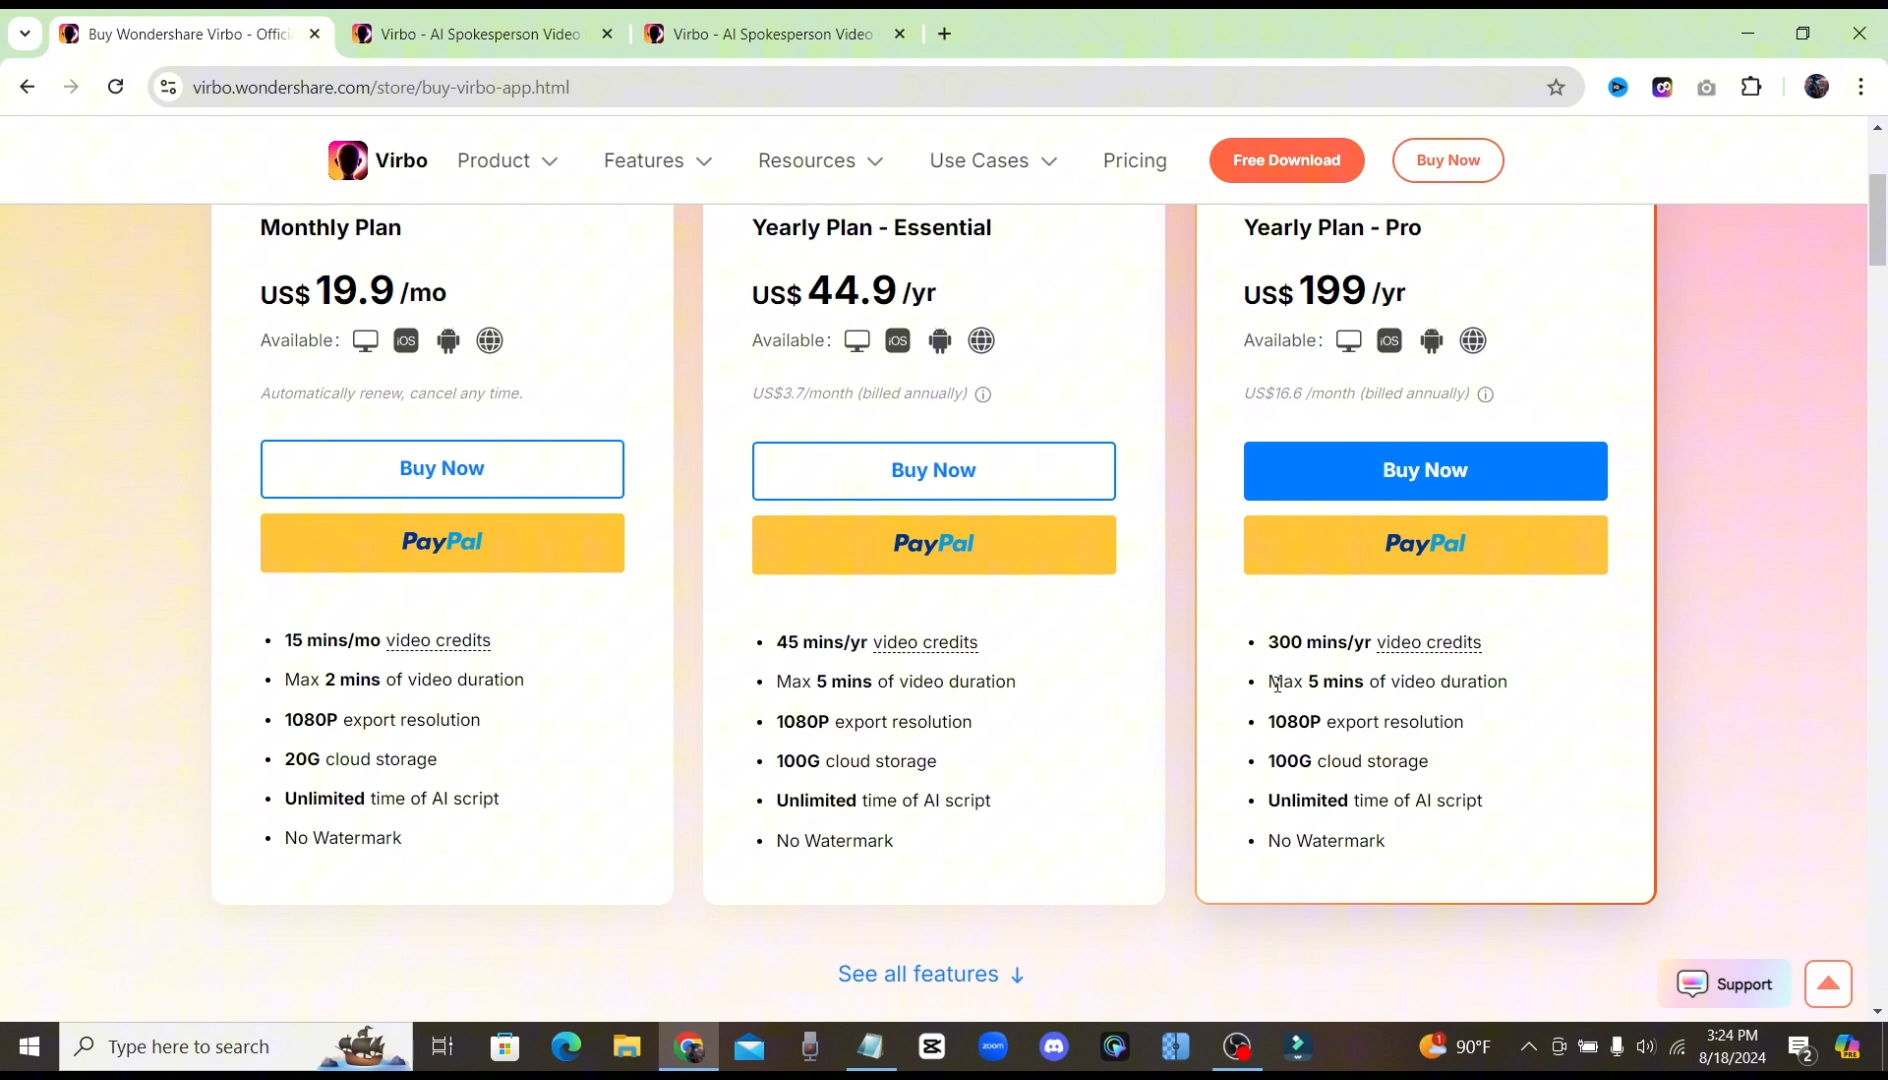 Buy Wondershare Virbo - Offici
Virbo - AI Spokesperson Video
Virbo - AI Spokesperson Video
virbo.wondershare.com/store/buy-virbo-app.html
Virbo
Product
Features
Resources
Use Cases
Pricing
Free Download
Buy Now
Monthly Plan
US$ 19.9 /mo
Available:
iOS
Automatically renew, cancel any time.
Buy Now
PayPal
• 15 mins/mo video credits
• Max 2 mins of video duration
• 1080P export resolution
• 20G cloud storage
• Unlimited time of AI script
• No Watermark
Yearly Plan - Essential
US$ 44.9 /yr
Available:
iOS
US$3.7/month (billed annually)
Buy Now
PayPal
• 45 mins/yr video credits
• Max 5 mins of video duration
• 1080P export resolution
• 100G cloud storage
• Unlimited time of AI script
• No Watermark
Yearly Plan - Pro
US$ 199 /yr
Available:
iOS
US$16.6 /month (billed annually)
Buy Now
PayPal
• 300 mins/yr video credits
• Max 5 mins of video duration
• 1080P export resolution
• 100G cloud storage
• Unlimited time of AI script
• No Watermark
See all features ↓
Support
Type here to search
zoom
1
90°F
3:24 PM
8/18/2024
2
PRE